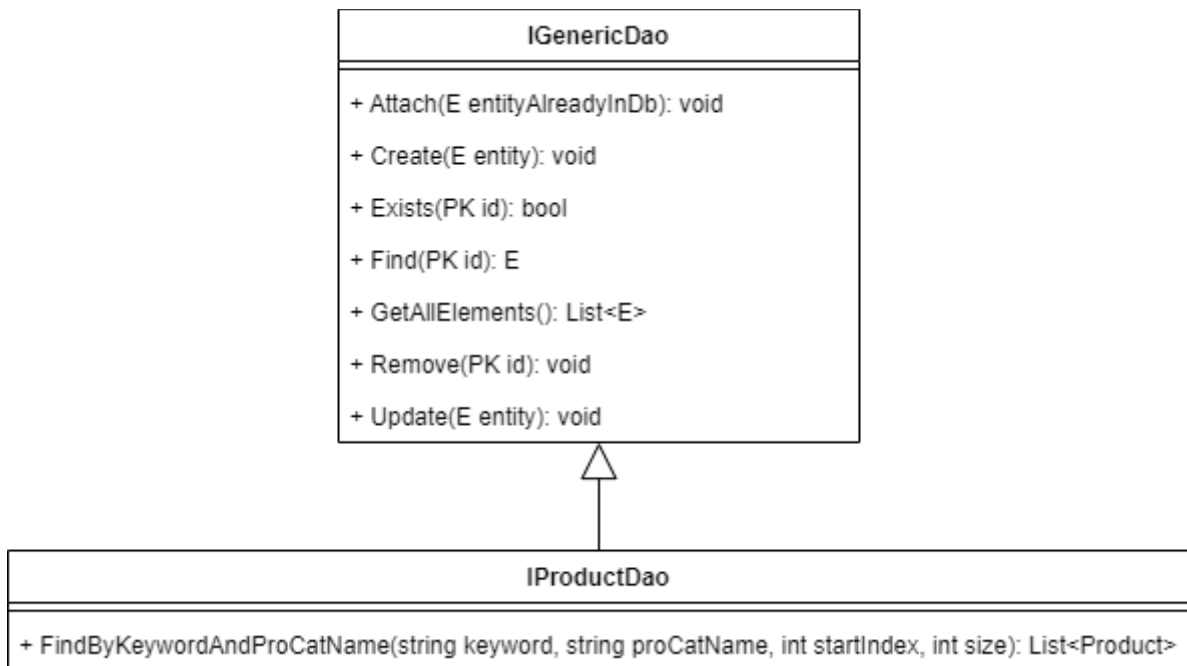 IGenericDao
+ Attach(E entityAlreadyInDb): void
+ Create(E entity): void
+ Exists(PK id): bool
+ Find(PK id): E
+ GetAllElements(): List<E>
+ Remove(PK id): void
+ Update(E entity): void
IProductDao
+ FindByKeywordAndProCatName(string keyword, string proCatName, int startIndex, int size): List<Product>